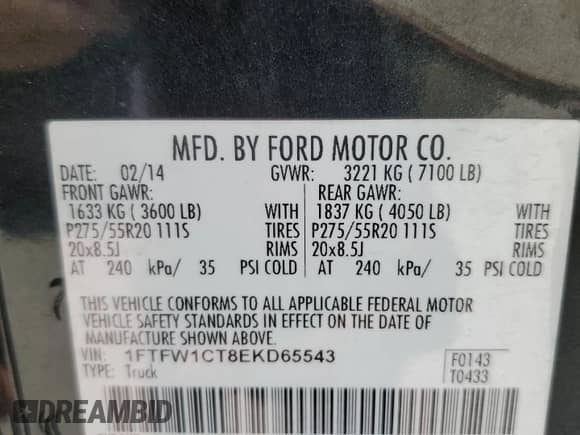 MFD. BY FORD MOTOR CO.
DATE: 02/14 GVWR: 3221 KG ( 7100 LB)
FRONT GAWR: REAR GAWR:
1633 KG ( 3600 LB) WITH 1837 KG ( 4050 LB) WITH
P275/55R20 111S TIRES P275/55R20 111S TIRES
20x8.5J RIMS 20x8.5J RIMS
AT 240 kPa/ 35 PSI COLD AT 240 kPa/ 35 PSI COLD
THIS VEHICLE CONFORMS TO ALL APPLICABLE FEDERAL MOTOR
VEHICLE SAFETY STANDARDS IN EFFECT ON THE DATE OF
MANUFACTURE SHOWN ABOVE.
VIN: 1FTFW1CT8EKD65543 F0143
TYPE: Truck T0433
DREAMBID